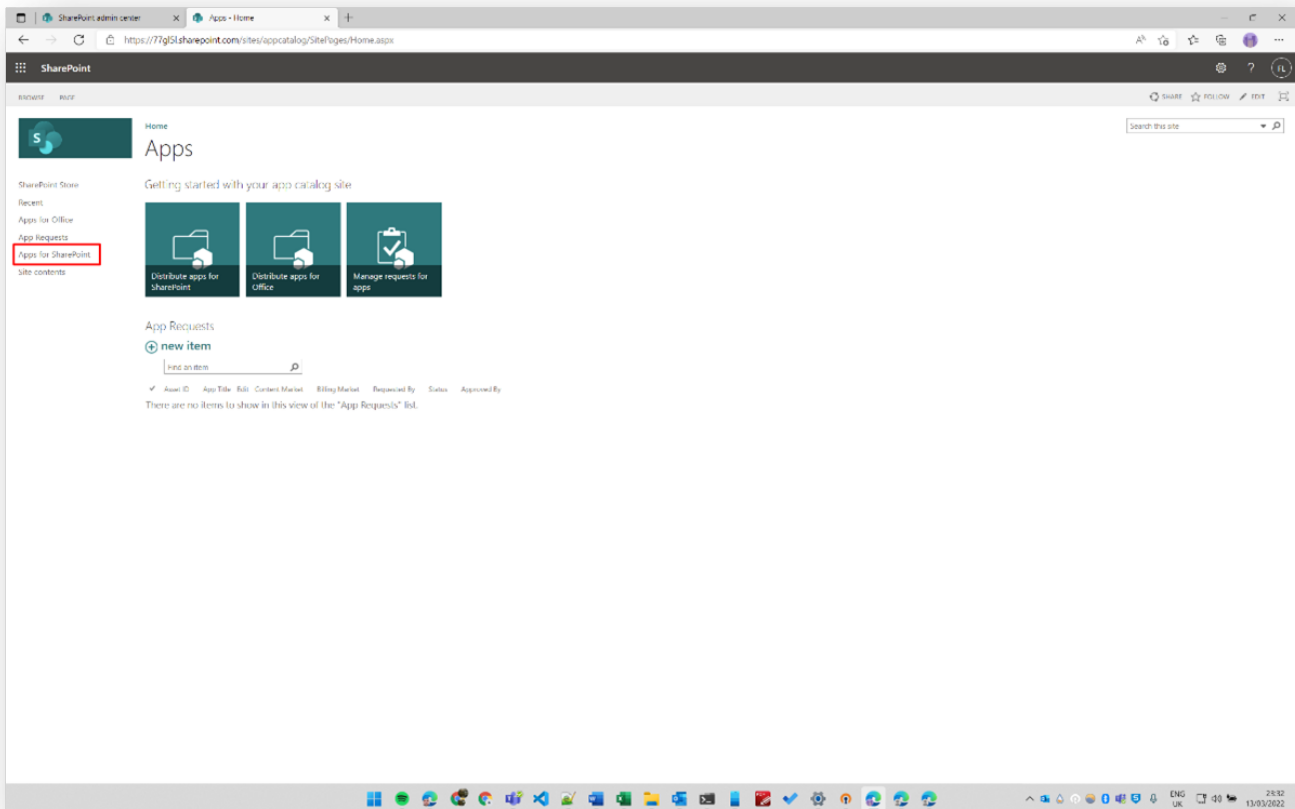 SharePoint admin center
Apps - Home
https://77gl5l.sharepoint.com/sites/appcatalog/SitePages/Home.aspx
SharePoint
FL
BROWSE PAGE
SHARE FOLLOW EDIT
S
Home
Apps
Search this site
SharePoint Store
Recent
Apps for Office
App Requests
Apps for SharePoint
Site contents
Getting started with your app catalog site
Distribute apps for
SharePoint
Distribute apps for
Office
Manage requests for
apps
App Requests
new item
Find an item
Asset ID App Title Edit Content Market Billing Market Requested By Status Approved By
There are no items to show in this view of the "App Requests" list.
ENG
UK
23:32
13/03/2022